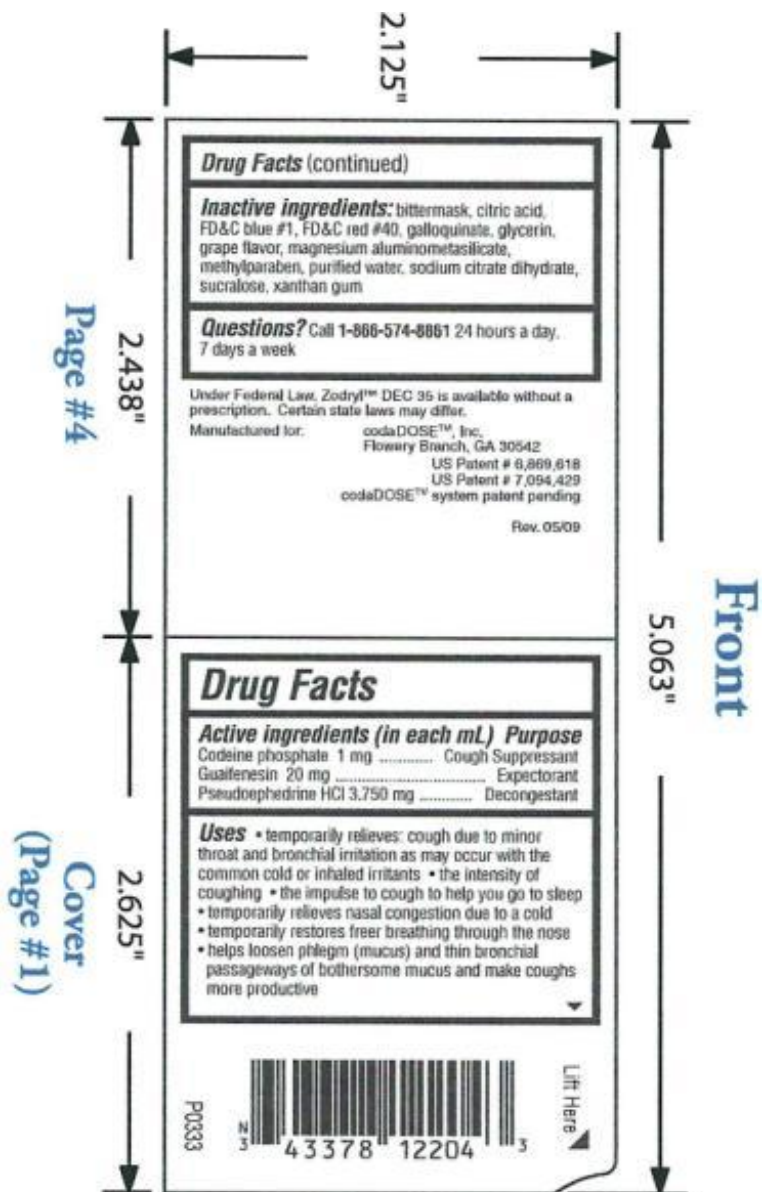 2.125"
Front
5.063"
Page #4
2.438"
Drug Facts (continued)
Inactive ingredients: bittermask, citric acid,
FD&C blue #1, FD&C red #40, galloquinate, glycerin,
grape flavor, magnesium aluminometasilicate,
methylparaben, purified water, sodium citrate dihydrate,
sucralose, xanthan gum
Questions? Call 1-866-574-8861 24 hours a day,
7 days a week
Under Federal Law, Zodryl™ DEC 35 is available without a
prescription. Certain state laws may differ.
Manufactured for: codaDOSE™, Inc.
Flowery Branch, GA 30542
US Patent # 6,869,618
US Patent # 7,094,429
codaDOSE™ system patent pending
Rev. 05/09
Cover
(Page #1)
2.625"
Drug Facts
Active ingredients (in each mL) Purpose
Codeine phosphate 1 mg ............ Cough Suppressant
Guaifenesin 20 mg .................................. Expectorant
Pseudoephedrine HCl 3.750 mg ............ Decongestant
Uses • temporarily relieves: cough due to minor
throat and bronchial irritation as may occur with the
common cold or inhaled irritants • the intensity of
coughing • the impulse to cough to help you go to sleep
• temporarily relieves nasal congestion due to a cold
• temporarily restores freer breathing through the nose
• helps loosen phlegm (mucus) and thin bronchial
passageways of bothersome mucus and make coughs
more productive
Lift Here
N
3 43378 12204 3
P0333